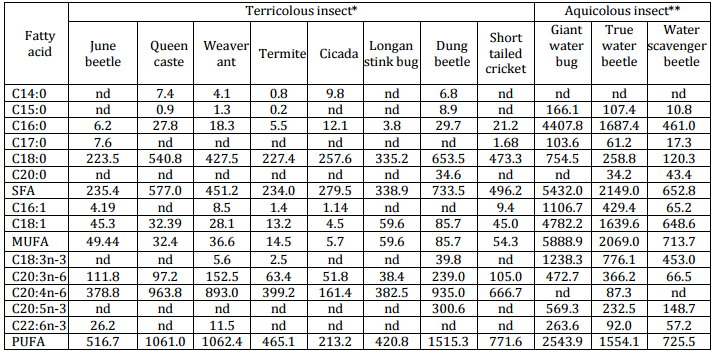 Fatty acid Terricolous insect* Aquicolous insect**
June beetle Queen caste Weaver ant Termite Cicada Longan stink bug Dung beetle Short tailed cricket Giant water bug True water beetle Water scavenger beetle
C14:0 nd 7.4 4.1 0.8 9.8 nd 6.8 nd nd nd nd
C15:0 nd 0.9 1.3 0.2 nd nd 8.9 nd 166.1 107.4 10.8
C16:0 6.2 27.8 18.3 5.5 12.1 3.8 29.7 21.2 4407.8 1687.4 461.0
C17:0 7.6 nd nd nd nd nd nd 1.68 103.6 61.2 17.3
C18:0 223.5 540.8 427.5 227.4 257.6 335.2 653.5 473.3 754.5 258.8 120.3
C20:0 nd nd nd nd nd nd 34.6 nd nd 34.2 43.4
SFA 235.4 577.0 451.2 234.0 279.5 338.9 733.5 496.2 5432.0 2149.0 652.8
C16:1 4.19 nd 8.5 1.4 1.14 nd nd 9.4 1106.7 429.4 65.2
C18:1 45.3 32.39 28.1 13.2 4.5 59.6 85.7 45.0 4782.2 1639.6 648.6
MUFA 49.44 32.4 36.6 14.5 5.7 59.6 85.7 54.3 5888.9 2069.0 713.7
C18:3n-3 nd nd 5.6 2.5 nd nd 39.8 nd 1238.3 776.1 453.0
C20:3n-6 111.8 97.2 152.5 63.4 51.8 38.4 239.0 105.0 472.7 366.2 66.5
C20:4n-6 378.8 963.8 893.0 399.2 161.4 382.5 935.0 666.7 nd 87.3 nd
C20:5n-3 nd nd nd nd nd nd 300.6 nd 569.3 232.5 148.7
C22:6n-3 26.2 nd 11.5 nd nd nd nd nd 263.6 92.0 57.2
PUFA 516.7 1061.0 1062.4 465.1 213.2 420.8 1515.3 771.6 2543.9 1554.1 725.5